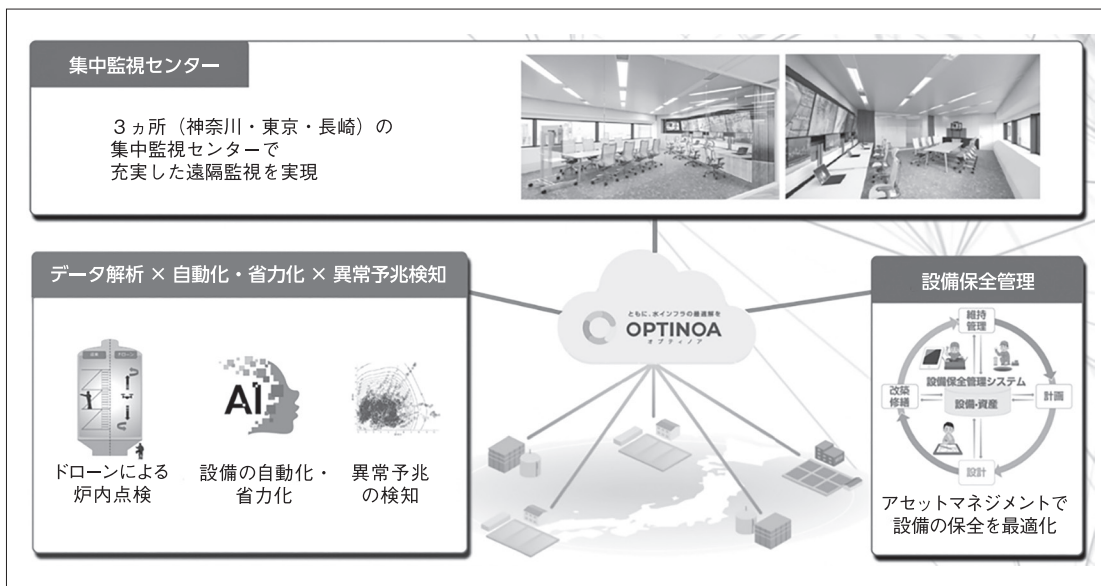 集中監視センター
3ヵ所（神奈川・東京・長崎）の
集中監視センターで
充実した遠隔監視を実現
データ解析 × 自動化・省力化 × 異常予兆検知
ドローン
AI
ドローンによる
炉内点検
設備の自動化・
省力化
異常予兆
の検知
ともに、水インフラの最適解を
OPTINOA
オプティノア
設備保全管理
維持
管理
設備保全管理システム
改築
修繕
設備・資産
計画
設計
アセットマネジメントで
設備の保全を最適化